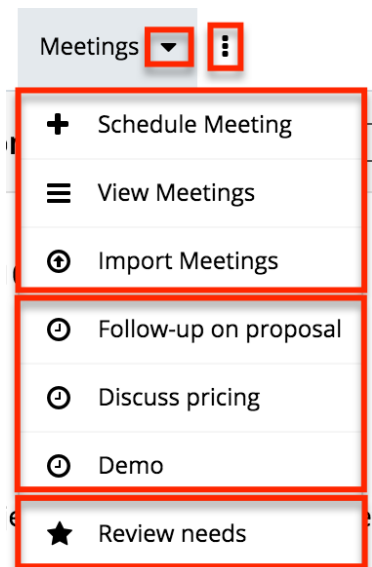 Meetings
Schedule Meeting
View Meetings
Import Meetings
Follow-up on proposal
Discuss pricing
Demo
Review needs